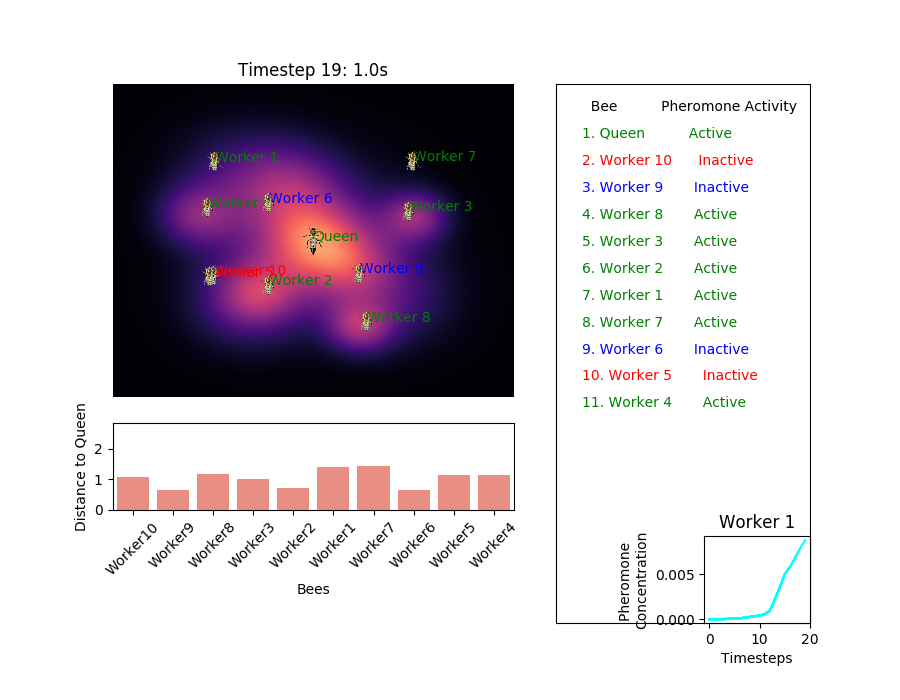 Timestep 19: 1.0s
Worker 1
Worker 7
Worker 6
Worker 3
Queen
Worker 10
Worker 9
Worker 2
Worker 8
Distance to Queen
2
1
0
Worker10
Worker9
Worker8
Worker3
Worker2
Worker1
Worker7
Worker6
Worker5
Worker4
Bees
Bee Pheromone Activity
1. Queen Active
2. Worker 10 Inactive
3. Worker 9 Inactive
4. Worker 8 Active
5. Worker 3 Active
6. Worker 2 Active
7. Worker 1 Active
8. Worker 7 Active
9. Worker 6 Inactive
10. Worker 5 Inactive
11. Worker 4 Active
Worker 1
Pheromone
Concentration
0.005
0.000
0 10 20
Timesteps